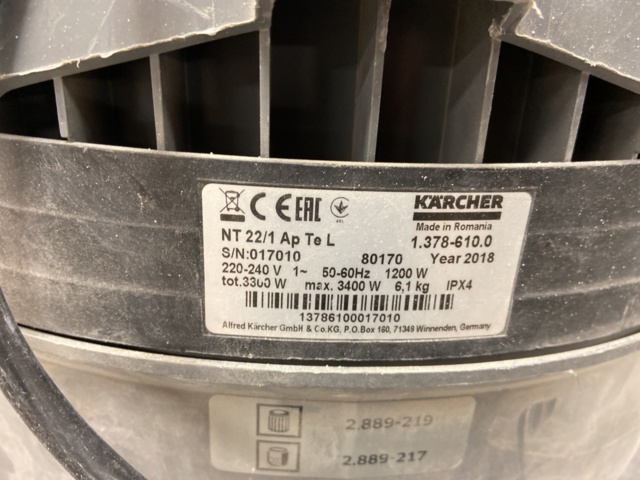 CE EAC
KÄRCHER
Made in Romania
NT 22/1 Ap Te L 1.378-610.0
S/N:017010 80170 Year 2018
220-240 V 1~ 50-60Hz 1200 W
tot.3300 W max. 3400 W 6,1 kg IPX4
13786100017010
Alfred Kärcher GmbH & Co.KG, P.O.Box 160, 71349 Winnenden, Germany
2.889-219
2.889-217